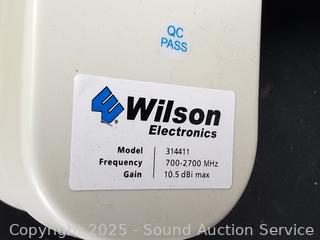 QC
PASS
Wilson
Electronics
Model 314411
Frequency 700-2700 MHz
Gain 10.5 dBi max
Copyright 2025 - Sound Auction Service